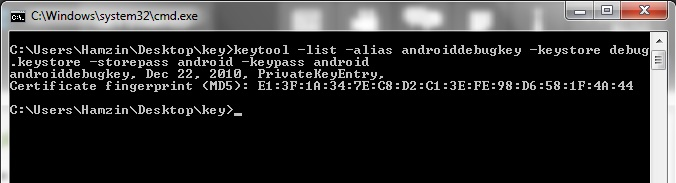 C:\Windows\system32\cmd.exe
C:\Users\Hamzin\Desktop\key>keytool -list -alias androiddebugkey -keystore debug
.keystore -storepass android -keypass android
androiddebugkey, Dec 22, 2010, PrivateKeyEntry,
Certificate fingerprint (MD5): E1:3F:1A:34:7E:C8:D2:C1:3E:FE:98:D6:58:1F:4A:44
C:\Users\Hamzin\Desktop\key>_